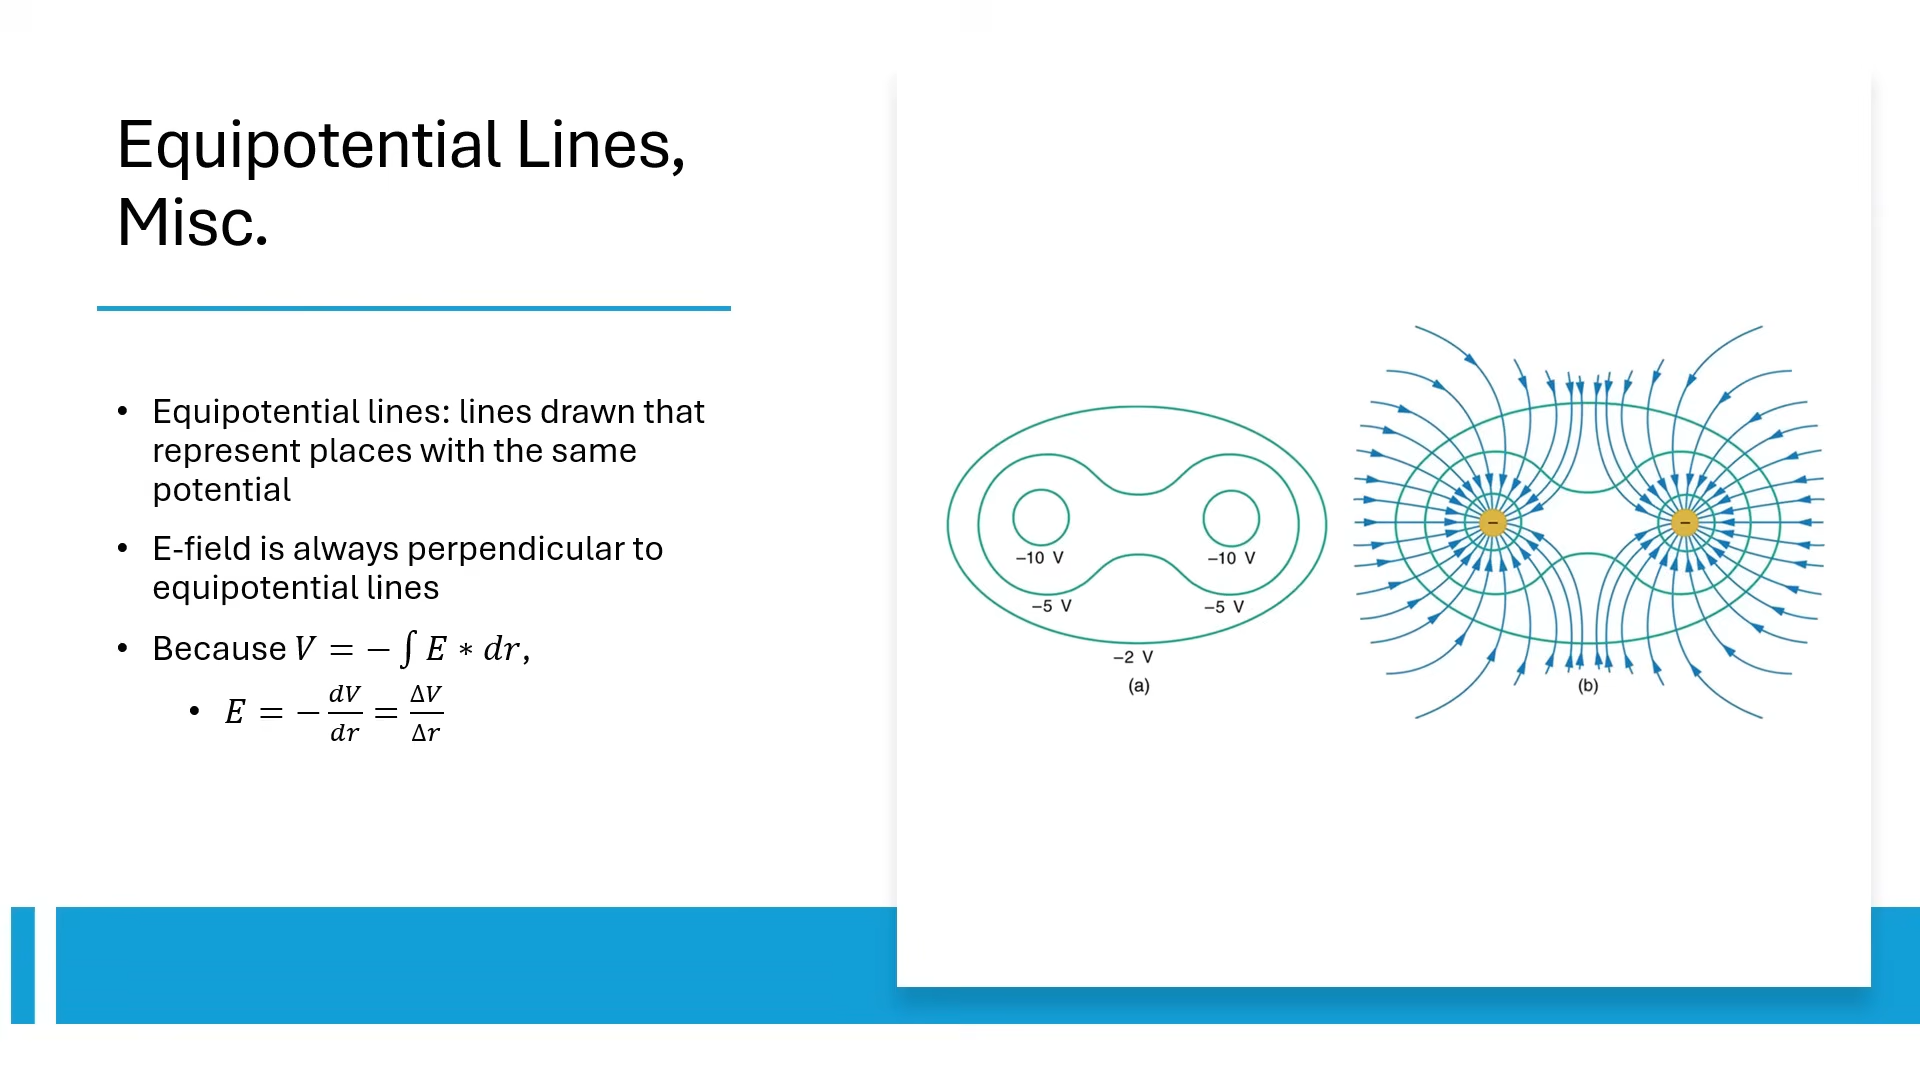 Equipotential Lines,
Misc.
• Equipotential lines: lines drawn that
represent places with the same
potential
• E-field is always perpendicular to
equipotential lines
• Because V = − ∫ E * dr,
• E = − dV/dr = ΔV/Δr
−10 V
−10 V
−5 V
−5 V
−2 V
(a)
−
−
(b)